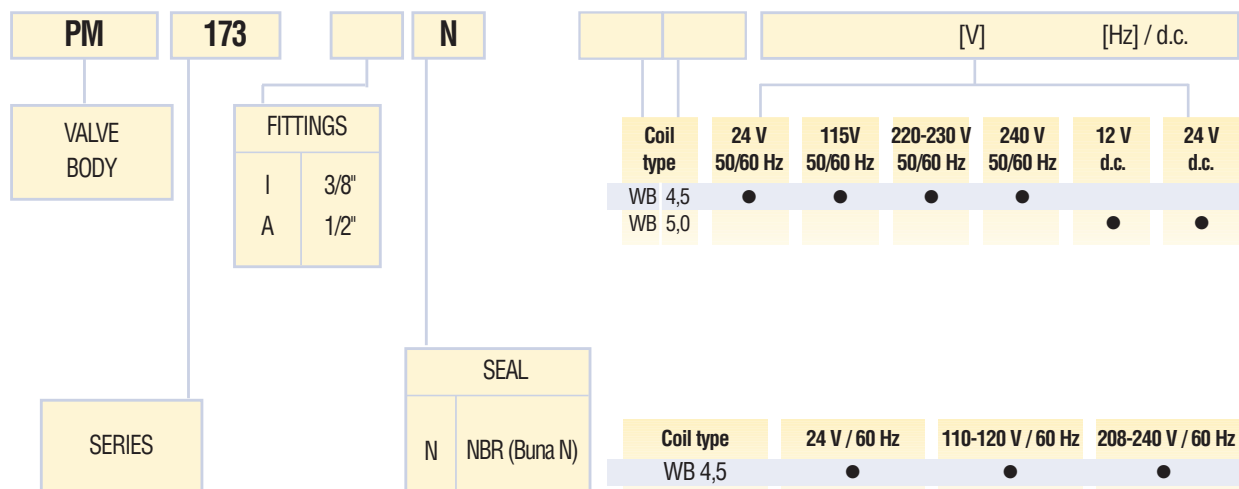 PM 173 N [V] [Hz] / d.c.
VALVE
BODY
FITTINGS
I 3/8"
A 1/2"
Coil type 24 V 50/60 Hz 115V 50/60 Hz 220-230 V 50/60 Hz 240 V 50/60 Hz 12 V d.c. 24 V d.c.
WB 4,5 ● ● ● ●
WB 5,0 ● ●
SERIES
SEAL
N NBR (Buna N)
Coil type 24 V / 60 Hz 110-120 V / 60 Hz 208-240 V / 60 Hz
WB 4,5 ● ● ●